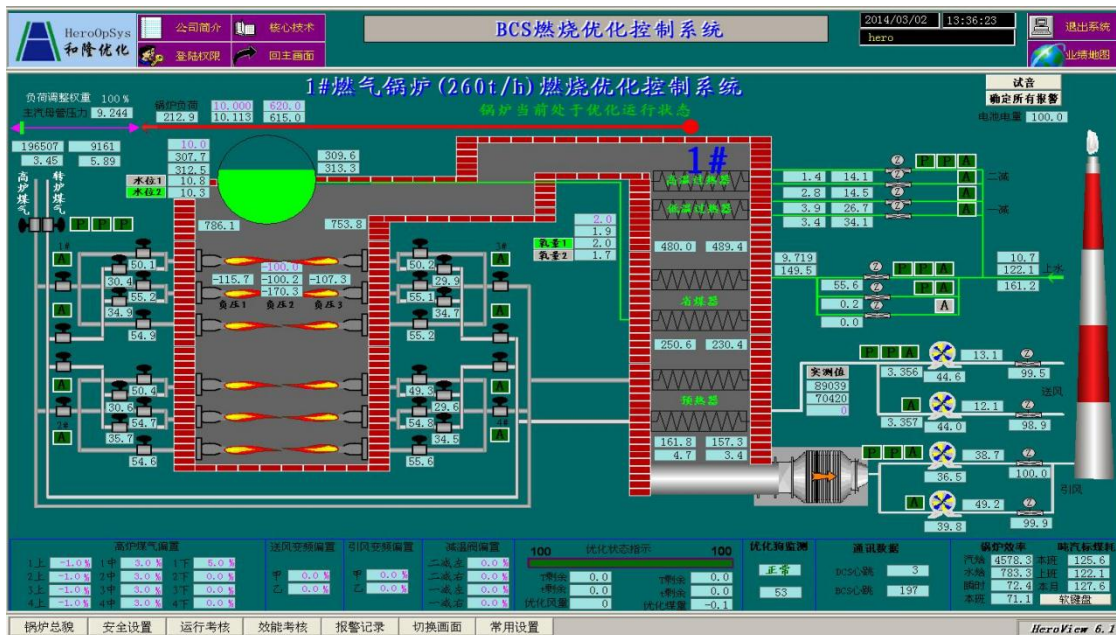 HeroOpSys
和隆优化
公司简介
核心技术
登陆权限
回主画面
BCS燃烧优化控制系统
2014/03/02 13:36:23
hero
退出系统
业绩地图
1#燃气锅炉(260t/h)燃烧优化控制系统
锅炉当前处于优化运行状态
试音
确定所有报警
电池电量 100.0
负荷调整权重 100%
主汽母管压力 9.244
锅炉负荷 10.000 620.0
212.9 10.113 615.0
196507 9161
3.45 5.89
高炉煤气
转炉煤气
P P P
10.0
307.7
312.5
水位1 10.8
水位2 10.3
309.6
313.3
786.1 753.8
1#
高温过热器
低温过热器
480.0 489.4
省煤器
250.6 230.4
预热器
161.8 157.3
4.7 3.4
2.0
1.9
氧量1 2.0
氧量2 1.7
-100.0
-115.7 -100.2 -107.3
-170.3
负压1 负压2 负压3
1#
A
50.1
30.4
55.2
A
34.9
54.9
A
50.4
30.6
54.7
2#
A
35.7
54.6
3#
A
50.2
29.9
55.1
A
34.7
55.2
A
49.3
29.6
54.8
4#
A
34.5
55.6
1.4 14.1
2.8 14.5
3.9 26.7
3.4 34.1
Z P P A
Z A
Z A
二减
一减
9.719
149.5
55.6
0.2
0.0
Z P P A
Z P A
Z A
10.7
122.1 上水
161.2
实测值
89039
70420
0
P P A 13.1 Z
3.356 44.6 99.5
送风
A 12.1 Z
3.357 44.0 98.9
P P A 38.7 Z
36.5 100.0
引风
A 49.2 Z
39.8 99.9
高炉煤气偏置
1上 -1.0% 1中 3.0% 1下 5.0%
2上 -1.0% 2中 3.0% 2下 0.0%
3上 -1.0% 3中 3.0% 3下 0.0%
4上 -1.0% 4中 3.0% 4下 0.0%
送风变频偏置
甲 0.0%
乙 0.0%
引风变频偏置
甲 0.0%
乙 0.0%
减温阀偏置
二减左 0.0%
二减右 0.0%
一减左 0.0%
一减右 0.0%
100 优化状态指示 100
T剩余 0.0 T剩余 0.0
t剩余 0.0 t剩余 0.0
优化风量 0 优化煤量 -0.1
优化狗监测
正常
53
通讯数据
DCS心跳 3
BCS心跳 197
锅炉效率 吨汽标煤耗
汽焓 4578.3 本班 125.6
水焓 783.3 上班 122.1
瞬时 72.4 本月 127.6
本班 71.1 软键盘
锅炉总貌 安全设置 运行考核 效能考核 报警记录 切换画面 常用设置
HeroView 6.1